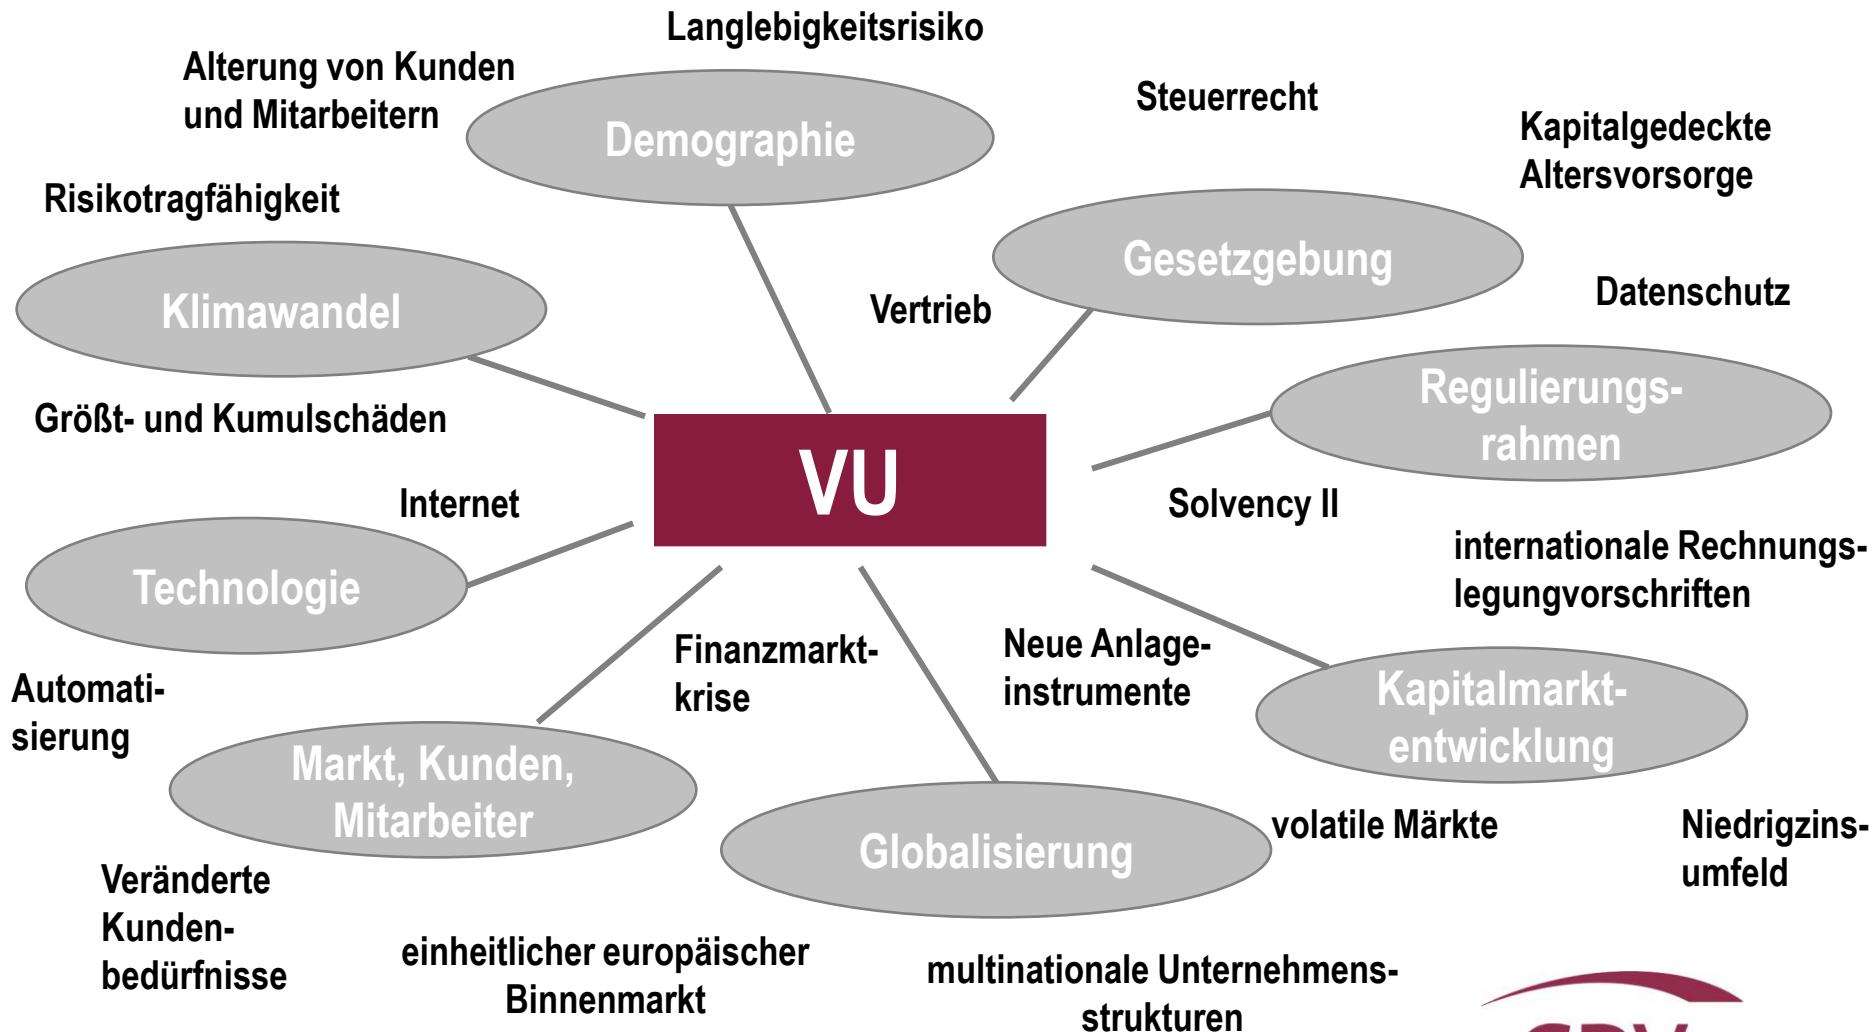 Langlebigkeitsrisiko
Alterung von Kunden
und Mitarbeitern
Demographie
Steuerrecht
Kapitalgedeckte
Altersvorsorge
Risikotragfähigkeit
Gesetzgebung
Klimawandel
Vertrieb
Datenschutz
Größt- und Kumulschäden
Regulierungs-
rahmen
VU
Internet
Solvency II
internationale Rechnungs-
legungvorschriften
Technologie
Finanzmarkt-
krise
Neue Anlage-
instrumente
Automati-
sierung
Kapitalmarkt-
entwicklung
Markt, Kunden,
Mitarbeiter
Globalisierung
volatile Märkte
Niedrigzins-
umfeld
Veränderte
Kunden-
bedürfnisse
einheitlicher europäischer
Binnenmarkt
multinationale Unternehmens-
strukturen